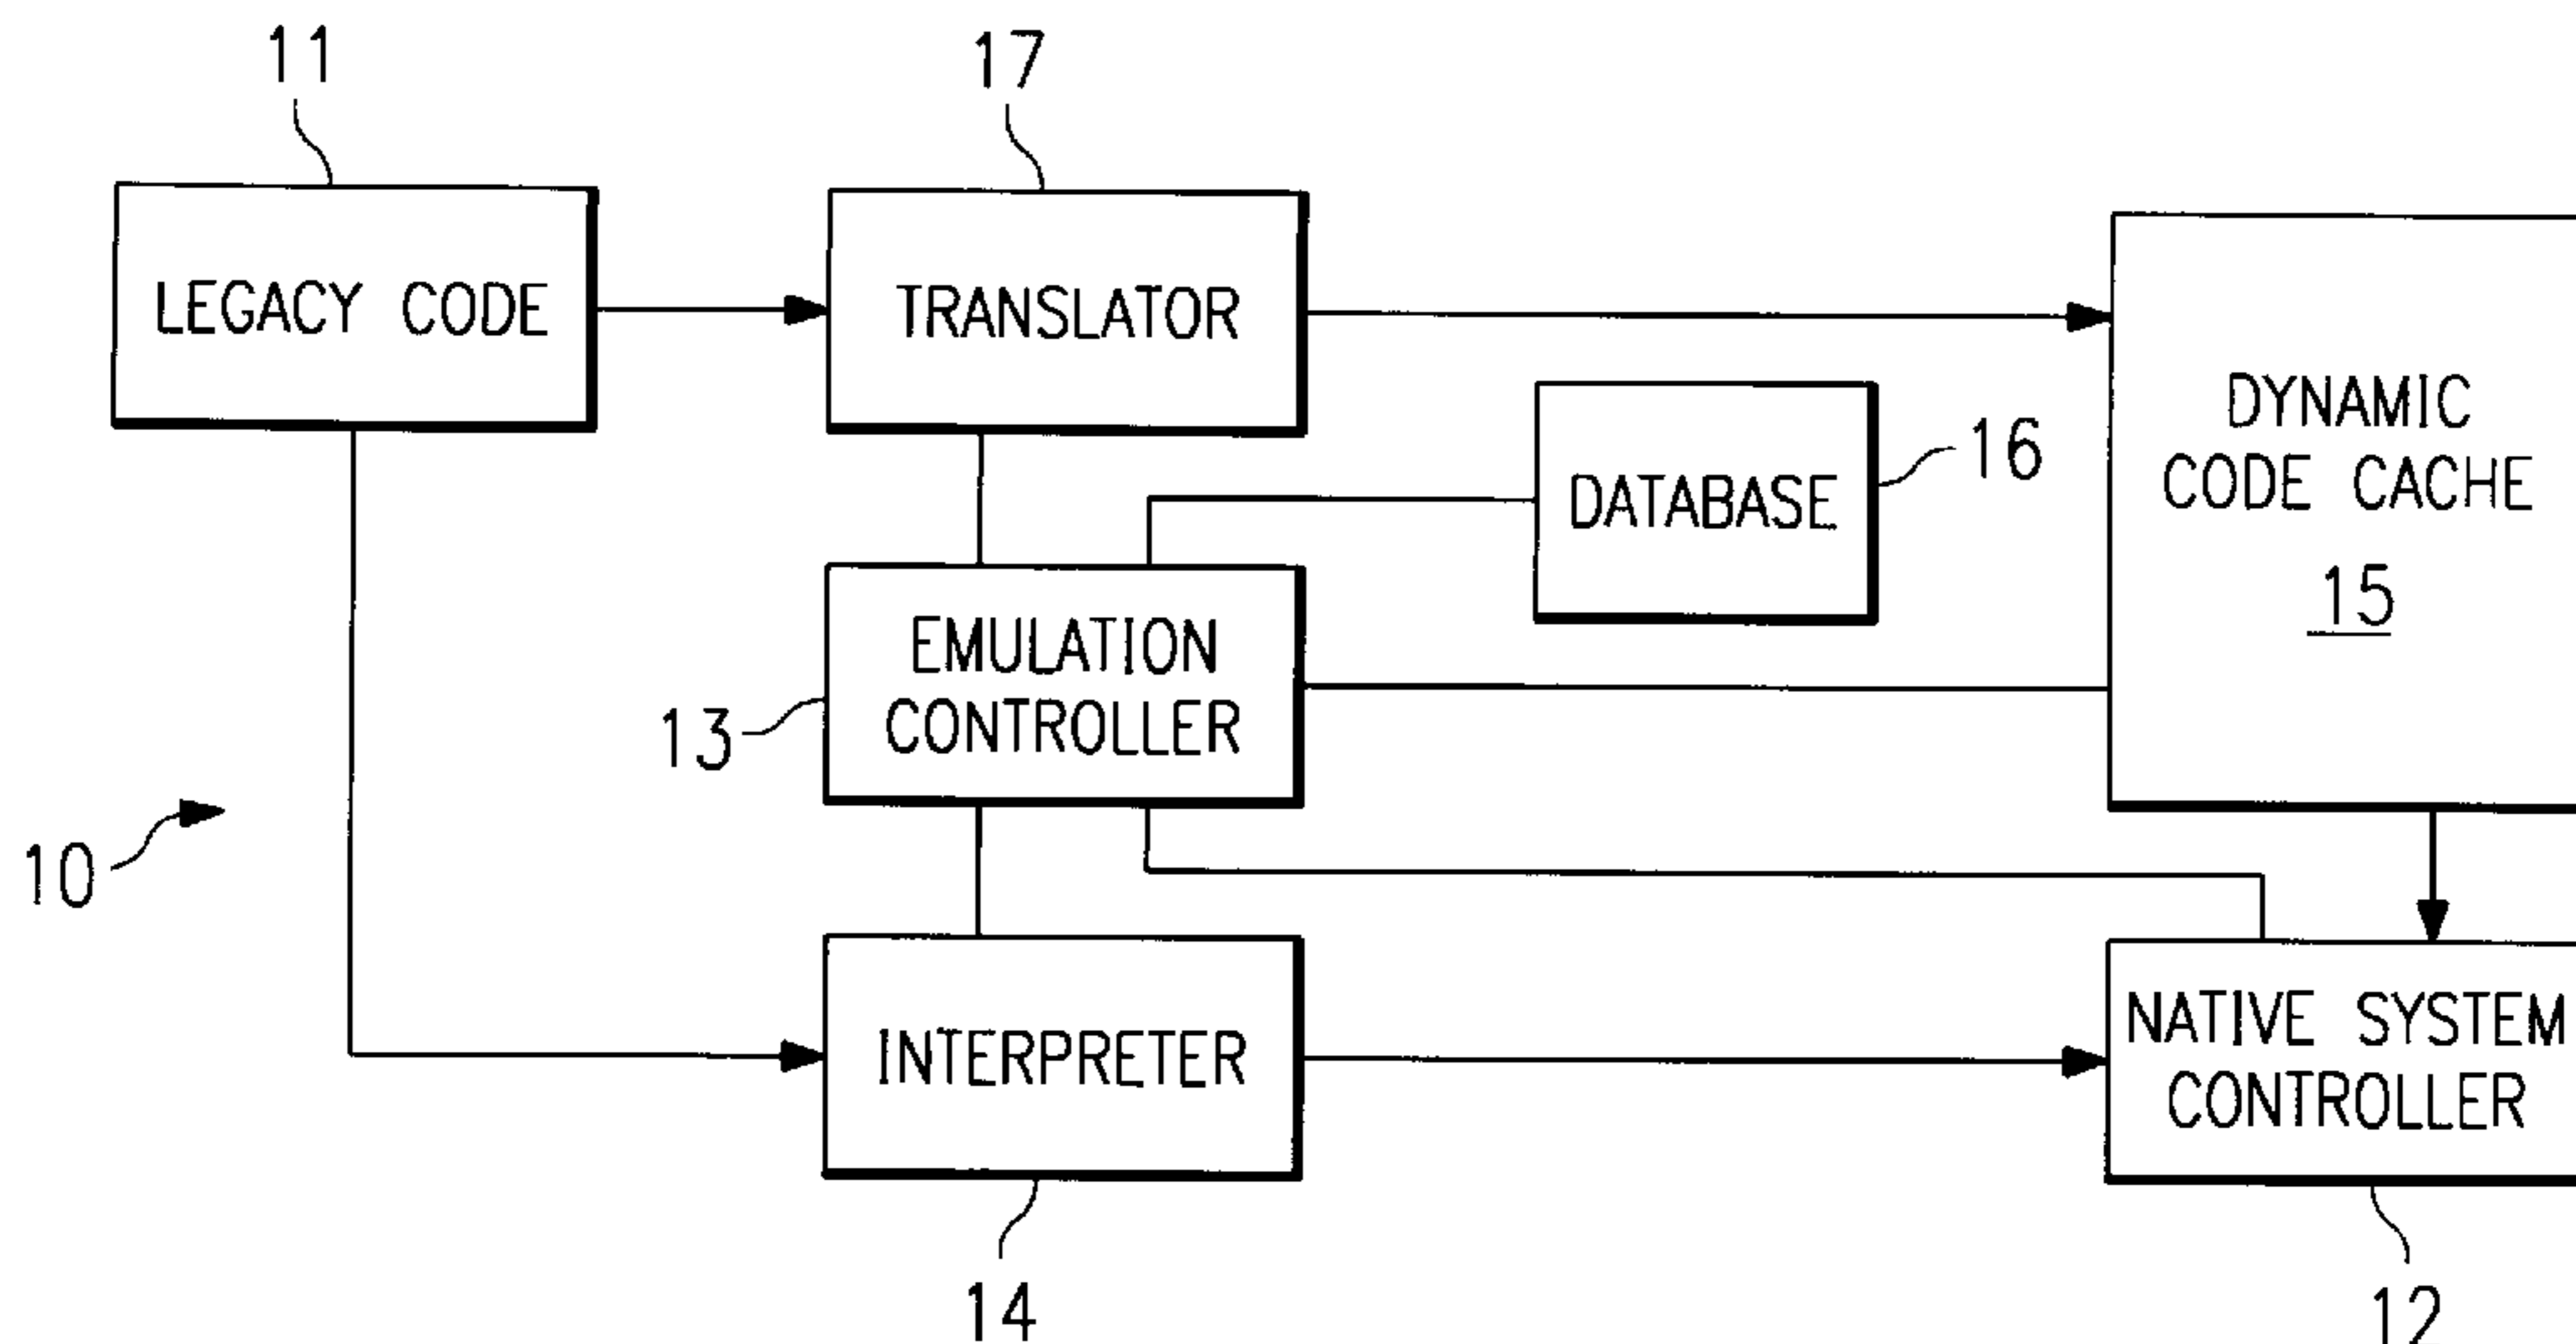 11
17
LEGACY CODE
TRANSLATOR
DYNAMIC
CODE CACHE
15
DATABASE
16
EMULATION
CONTROLLER
13
10
INTERPRETER
NATIVE SYSTEM
CONTROLLER
14
12